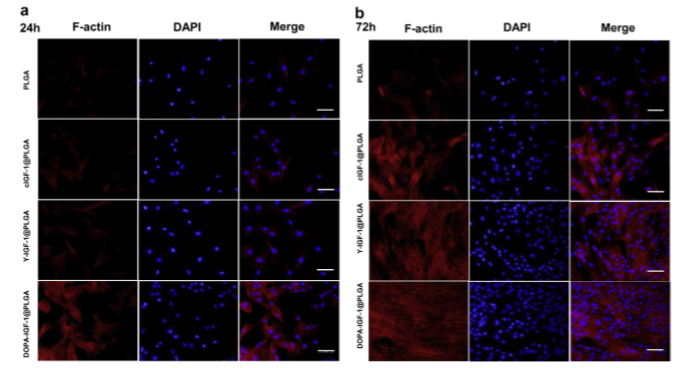 a
24h F-actin DAPI Merge
PLGA
cIGF-1@PLGA
Y-IGF-1@PLGA
DOPA-IGF-1@PLGA
b
72h F-actin DAPI Merge
PLGA
cIGF-1@PLGA
Y-IGF-1@PLGA
DOPA-IGF-1@PLGA